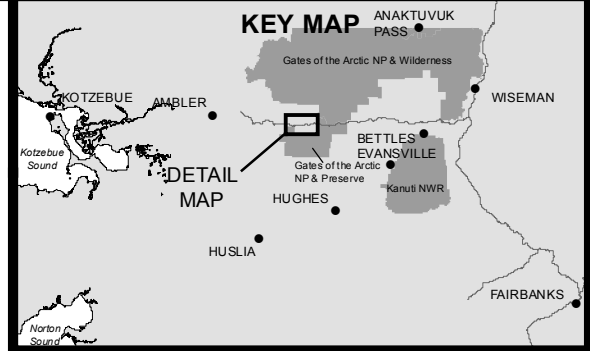 KEY MAP
ANAKTUVUK
PASS
Gates of the Arctic NP & Wilderness
KOTZEBUE
AMBLER
WISEMAN
Kotzebue
Sound
BETTLES
EVANSVILLE
Gates of the Arctic
NP & Preserve
DETAIL
MAP
Kanuti NWR
HUGHES
HUSLIA
FAIRBANKS
Norton
Sound